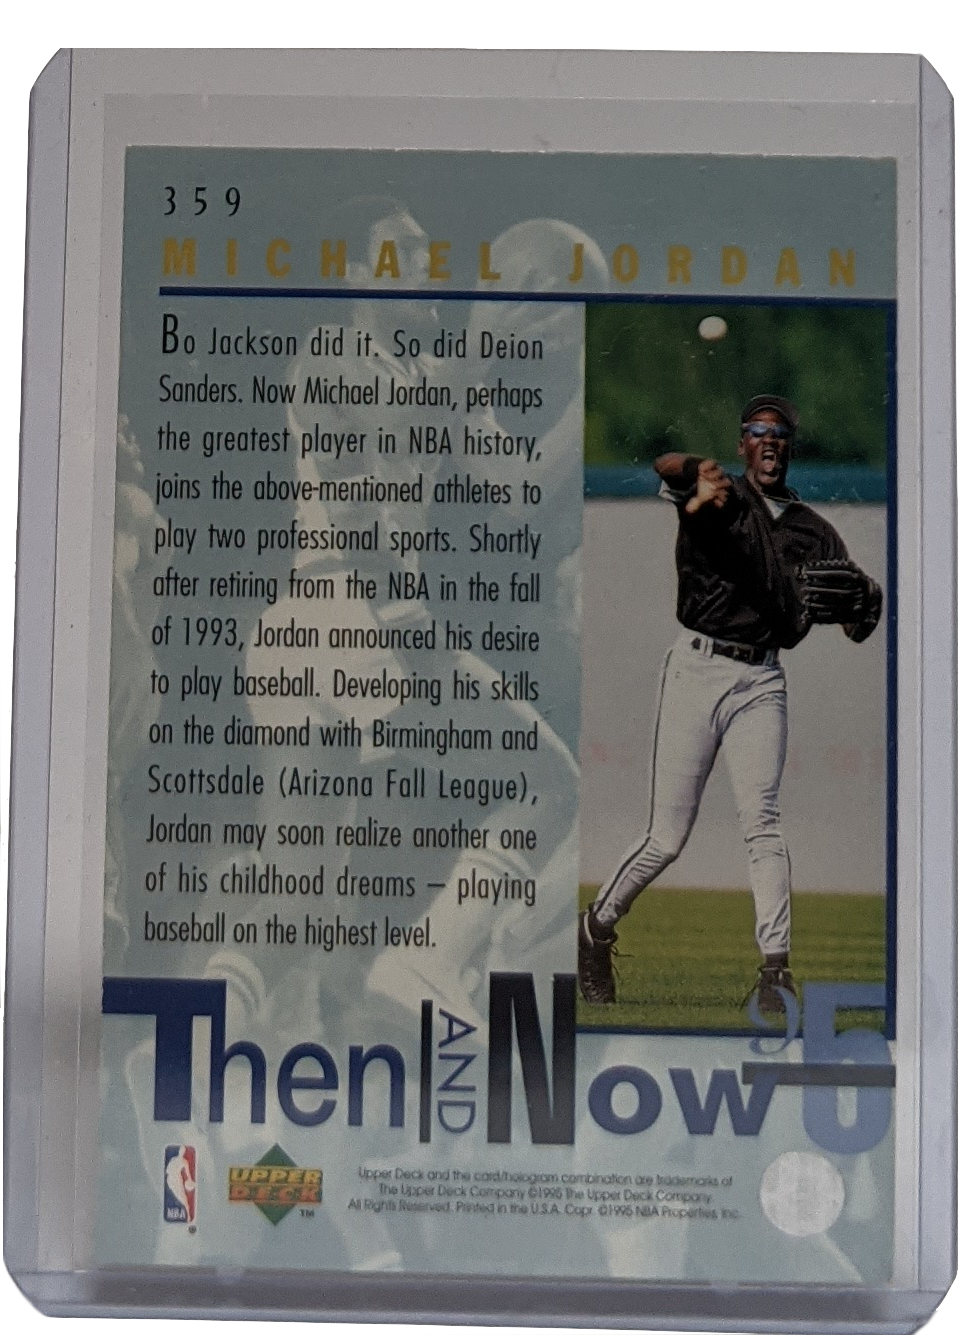 359
MICHAEL JORDAN
Bo Jackson did it. So did Deion
Sanders. Now Michael Jordan, perhaps
the greatest player in NBA history,
joins the above-mentioned athletes to
play two professional sports. Shortly
after retiring from the NBA in the fall
of 1993, Jordan announced his desire
to play baseball. Developing his skills
on the diamond with Birmingham and
Scottsdale (Arizona Fall League),
Jordan may soon realize another one
of his childhood dreams – playing
baseball on the highest level.
Then AND Now 95
NBA
®
UPPER
DECK
TM
Upper Deck and the card/hologram combination are trademarks of
The Upper Deck Company ©1995 The Upper Deck Company.
All Rights Reserved. Printed in the U.S.A. Copr. ©1995 NBA Properties, Inc.